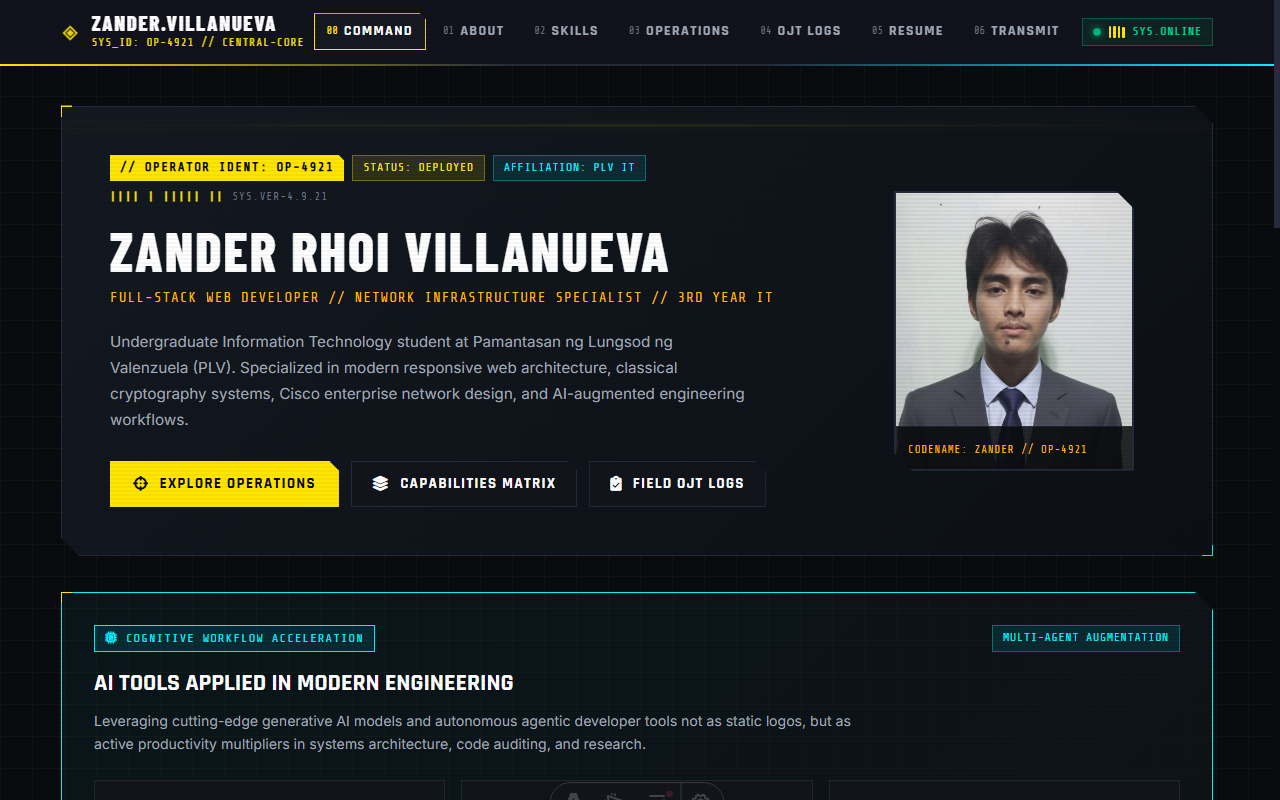 ZANDER.VILLANUEVA
SYS_ID: OP-4921 // CENTRAL-CORE
00 COMMAND
01 ABOUT
02 SKILLS
03 OPERATIONS
04 OJT LOGS
05 RESUME
06 TRANSMIT
SYS.ONLINE
// OPERATOR IDENT: OP-4921
STATUS: DEPLOYED
AFFILIATION: PLV IT
SYS.VER-4.9.21
ZANDER RHOI VILLANUEVA
FULL-STACK WEB DEVELOPER // NETWORK INFRASTRUCTURE SPECIALIST // 3RD YEAR IT
Undergraduate Information Technology student at Pamantasan ng Lungsod ng
Valenzuela (PLV). Specialized in modern responsive web architecture, classical
cryptography systems, Cisco enterprise network design, and AI-augmented engineering
workflows.
EXPLORE OPERATIONS
CAPABILITIES MATRIX
FIELD OJT LOGS
CODENAME: ZANDER // OP-4921
COGNITIVE WORKFLOW ACCELERATION
MULTI-AGENT AUGMENTATION
AI TOOLS APPLIED IN MODERN ENGINEERING
Leveraging cutting-edge generative AI models and autonomous agentic developer tools not as static logos, but as
active productivity multipliers in systems architecture, code auditing, and research.